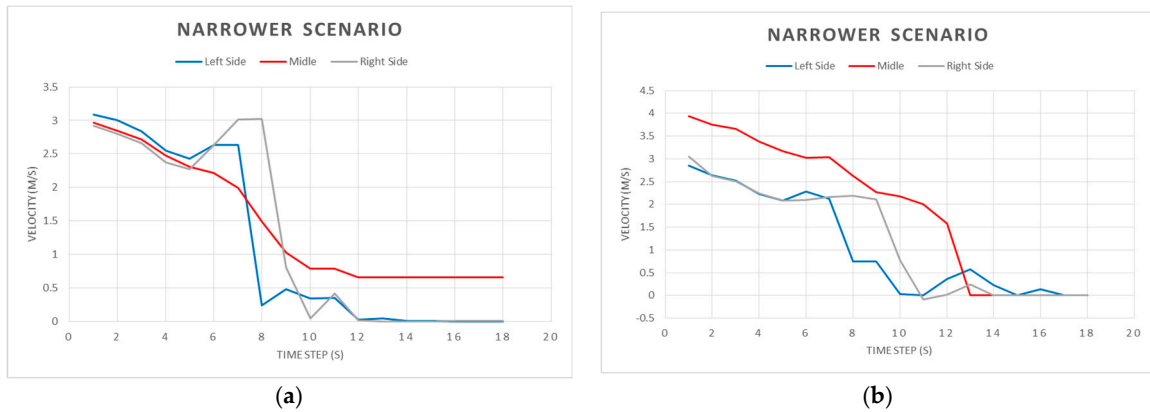 NARROWER SCENARIO
Left Side Midle Right Side
3.5
3
2.5
2
1.5
1
0.5
0
0 2 4 6 8 10 12 14 16 18 20
VELOCITY (M/S)
TIME STEP (S)
(a)
NARROWER SCENARIO
Left Side Midle Right Side
4.5
4
3.5
3
2.5
2
1.5
1
0.5
0
-0.5
0 2 4 6 8 10 12 14 16 18 20
VELOCITY (M/S)
TIME STEP (S)
(b)